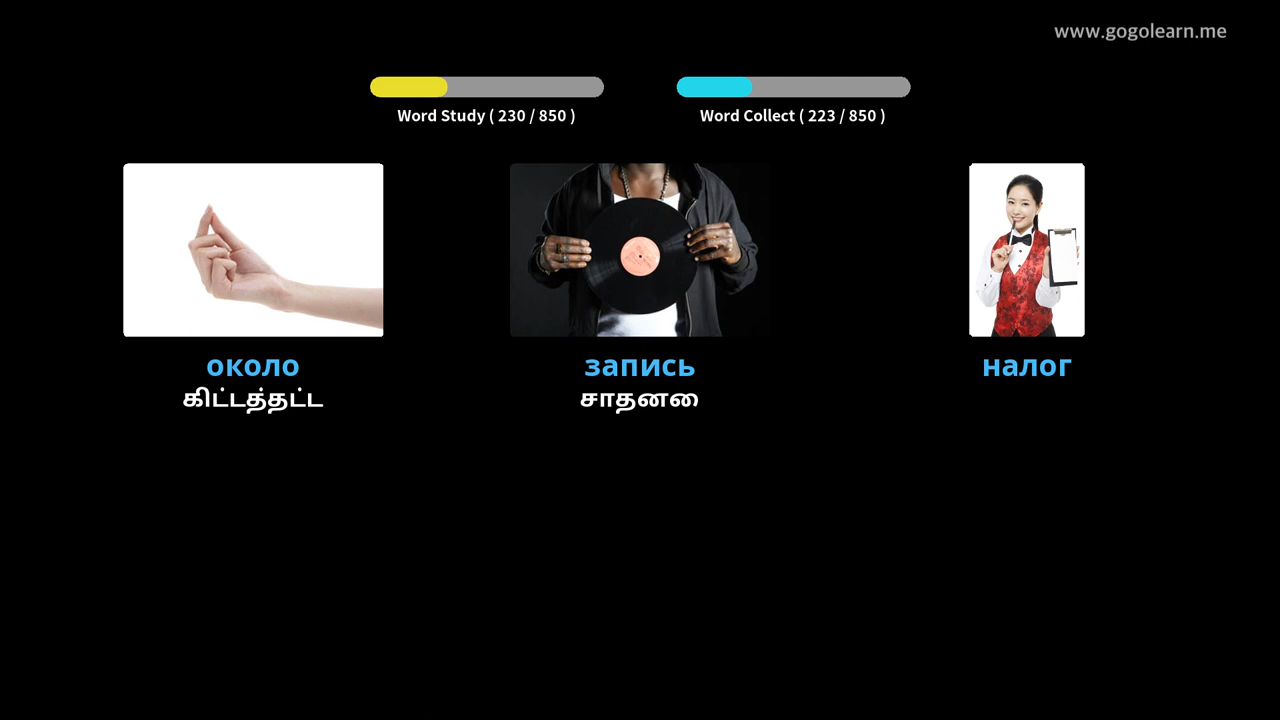 www.gogolearn.me
Word Study ( 230 / 850 )
Word Collect ( 223 / 850 )
около
கிட்டத்தட்ட
запись
சாதனை
налог